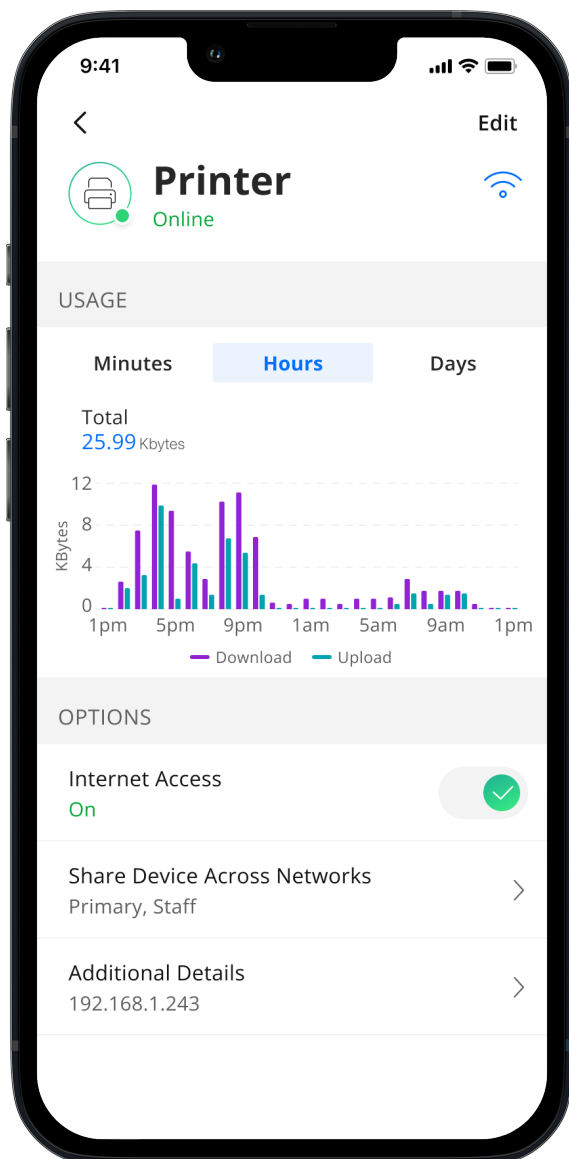 9:41
Edit
Printer
Online
USAGE
Minutes Hours Days
Total
25.99 Kbytes
KBytes
12
8
4
0
1pm 5pm 9pm 1am 5am 9am 1pm
Download Upload
OPTIONS
Internet Access
On
Share Device Across Networks
Primary, Staff
Additional Details
192.168.1.243